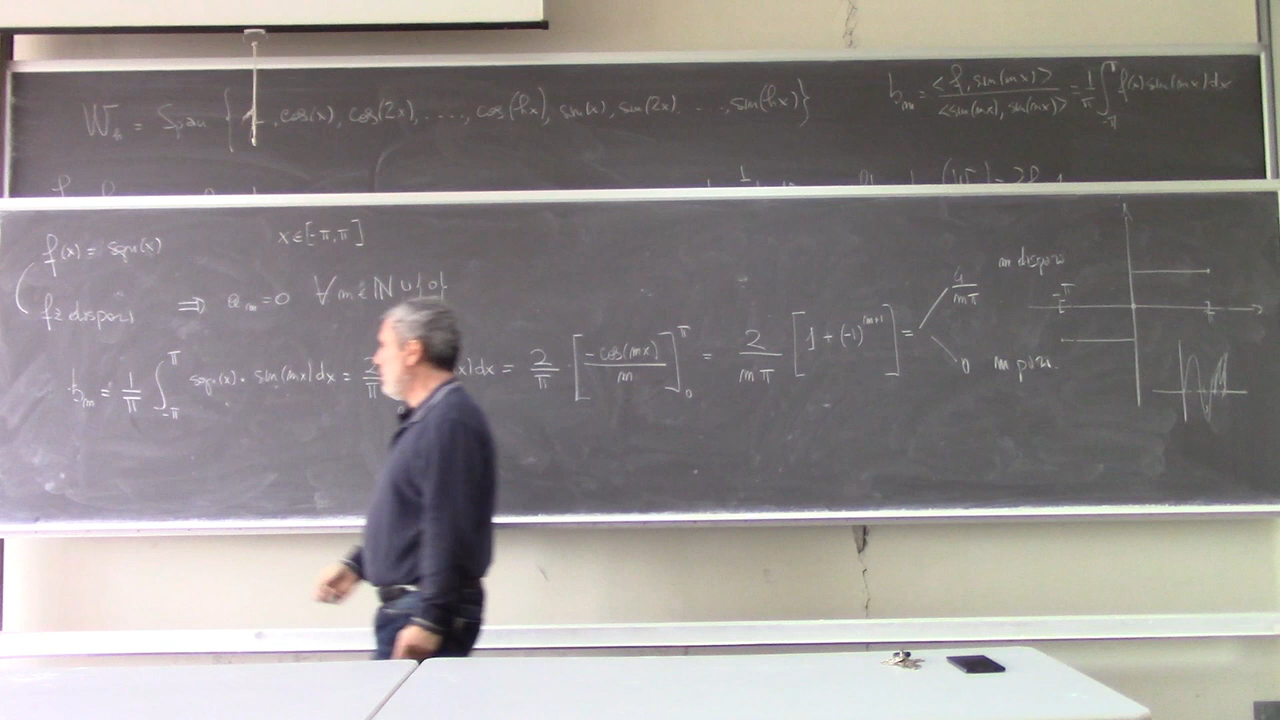 W_k = Span { 1, cos(x), cos(2x), ...., cos(kx), sin(x), sin(2x), ..., sin(kx) }
b_m = <f, sin(mx)> / <sin(mx), sin(mx)> = 1/π ∫_{-π}^{π} f(x) sin(mx) dx
f(x) = sgn(x) x ∈ [-π, π]
f è dispari ⇒ a_m = 0 ∀ m ∈ ℕ ∪ {0}
b_m = 1/π ∫_{-π}^{π} sgn(x) · sin(mx) dx = 2/π x) dx = 2/π · [ -cos(mx) / m ]_0^π = 2/(mπ) [ 1 + (-1)^{m+1} ] =
4/(mπ) m dispari
0 m pari.
-π
π